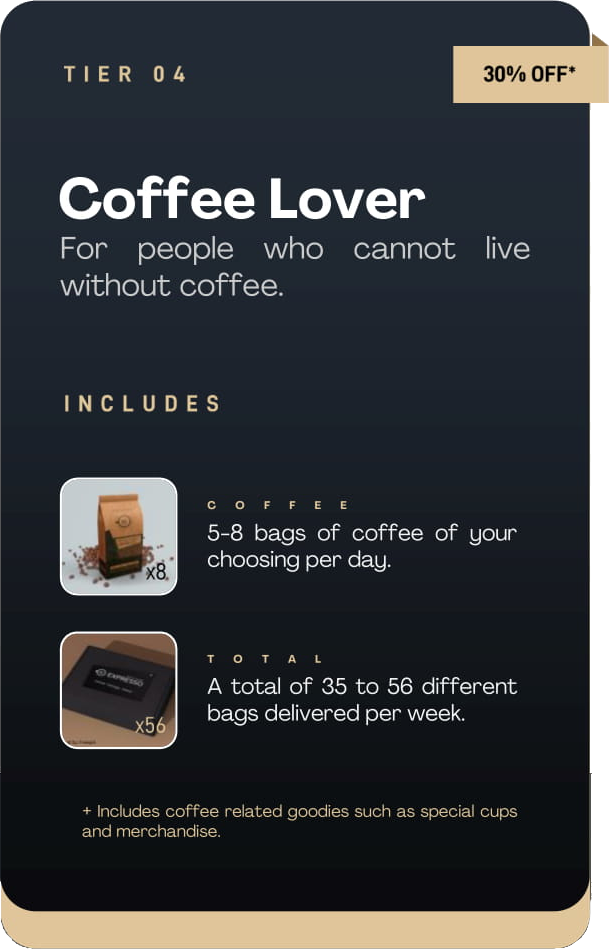 TIER 04
30% OFF*
Coffee Lover
For people who cannot live
without coffee.
INCLUDES
COFFEE
5-8 bags of coffee of your
choosing per day.
x8
TOTAL
A total of 35 to 56 different
bags delivered per week.
EXPRESSO
x56
+ Includes coffee related goodies such as special cups
and merchandise.